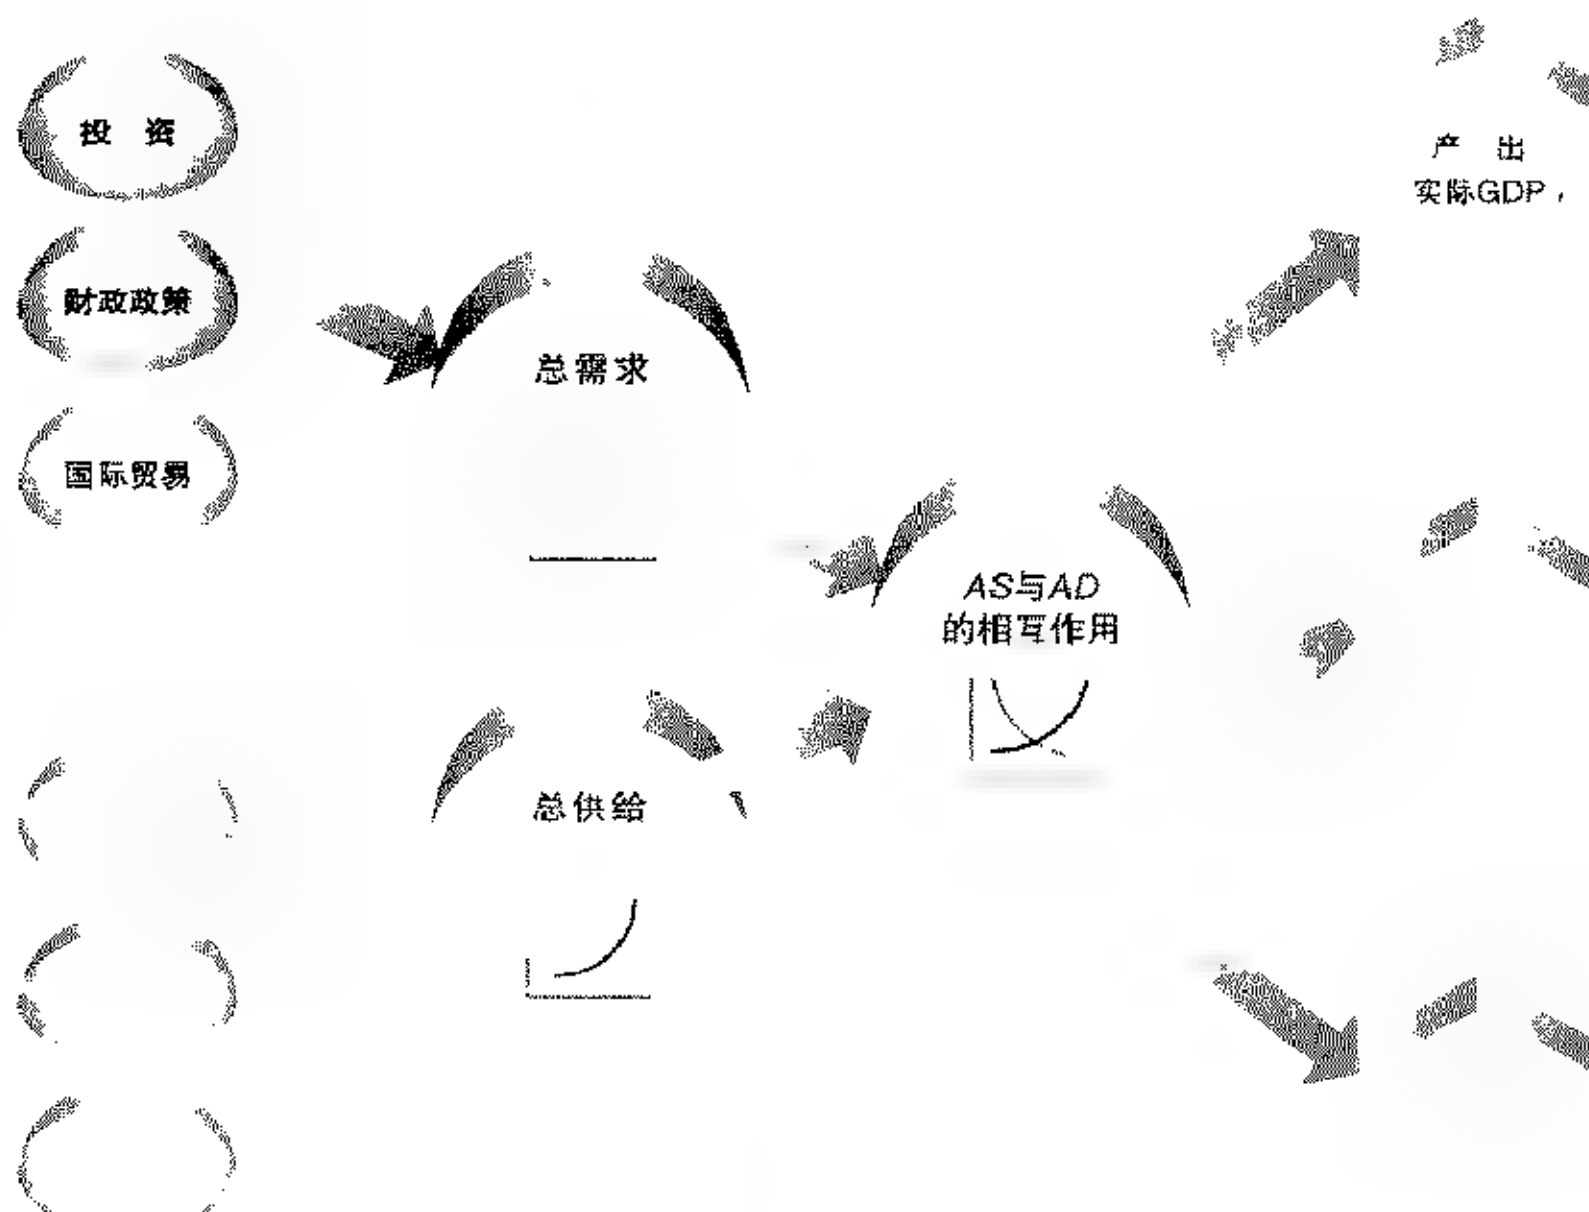 投 资
财政政策
国际贸易
总需求
总供给
AS与AD
的相互作用
产 出
实际GDP，